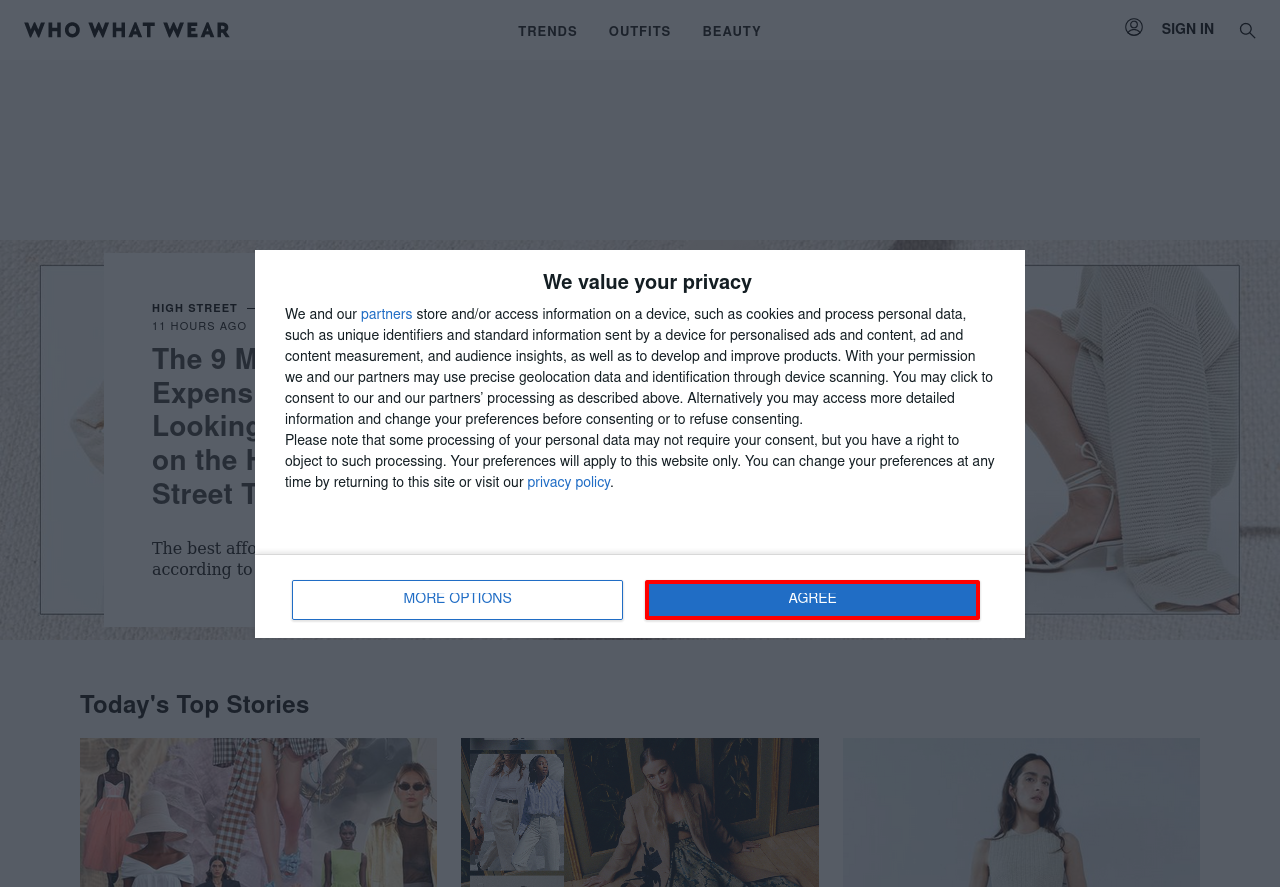 WHO WHAT WEAR
TRENDS
OUTFITS
BEAUTY
SIGN IN
HIGH STREET
11 HOURS AGO
The 9 M
Expens
Looking
on the H
Street T
The best affo
according to
We value your privacy
We and our partners store and/or access information on a device, such as cookies and process personal data,
such as unique identifiers and standard information sent by a device for personalised ads and content, ad and
content measurement, and audience insights, as well as to develop and improve products. With your permission
we and our partners may use precise geolocation data and identification through device scanning. You may click to
consent to our and our partners’ processing as described above. Alternatively you may access more detailed
information and change your preferences before consenting or to refuse consenting.
Please note that some processing of your personal data may not require your consent, but you have a right to
object to such processing. Your preferences will apply to this website only. You can change your preferences at any
time by returning to this site or visit our privacy policy.
MORE OPTIONS
AGREE
Today's Top Stories